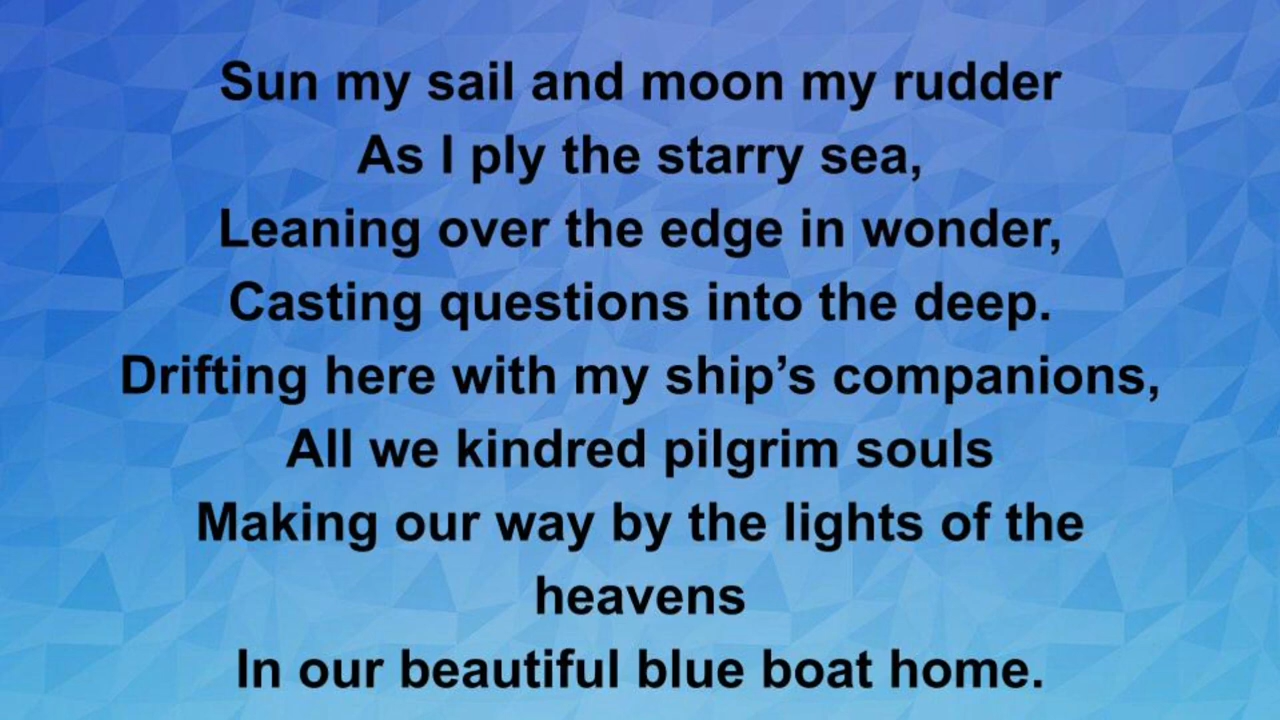 Sun my sail and moon my rudder
As I ply the starry sea,
Leaning over the edge in wonder,
Casting questions into the deep.
Drifting here with my ship’s companions,
All we kindred pilgrim souls
Making our way by the lights of the
heavens
In our beautiful blue boat home.